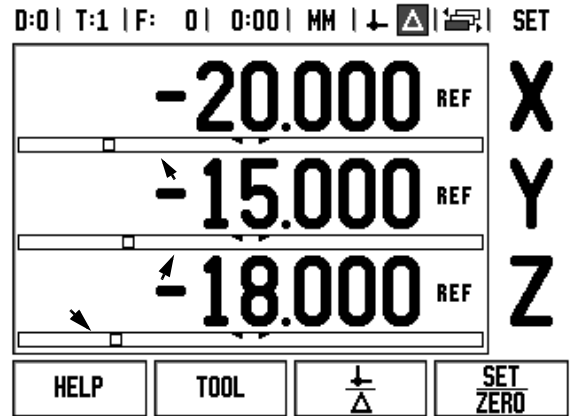 D:0 | T:1 | F: 0 | 0:00 | MM | Δ | | SET
-20.000 REF X
-15.000 REF Y
-18.000 REF Z
HELP TOOL Δ SET
ZERO